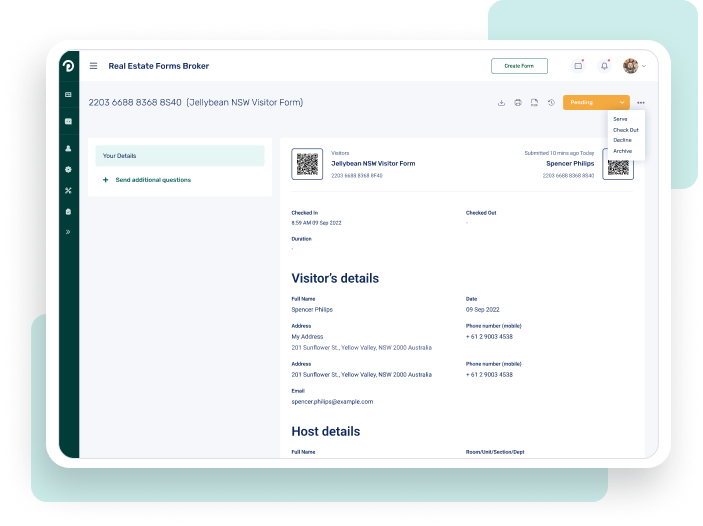 Real Estate Forms Broker
Create Form
2203 6688 8368 8S40 (Jellybean NSW Visitor Form)
Pending
Serve
Check Out
Decline
Archive
Your Details
+ Send additional questions
Visitors
Jellybean NSW Visitor Form
2203 6688 8368 8F40
Submitted 10 mins ago Today
Spencer Philips
2203 6688 8368 8S40
Checked In
8:59 AM 09 Sep 2022
Checked Out
-
Duration
-
Visitor's details
Full Name
Spencer Philips
Date
09 Sep 2022
Address
My Address
201 Sunflower St., Yellow Valley, NSW 2000 Australia
Phone number (mobile)
+ 61 2 9003 4538
Address
201 Sunflower St., Yellow Valley, NSW 2000 Australia
Phone number (mobile)
+ 61 2 9003 4538
Email
spencer.philips@example.com
Host details
Full Name
Room/Unit/Section/Dept